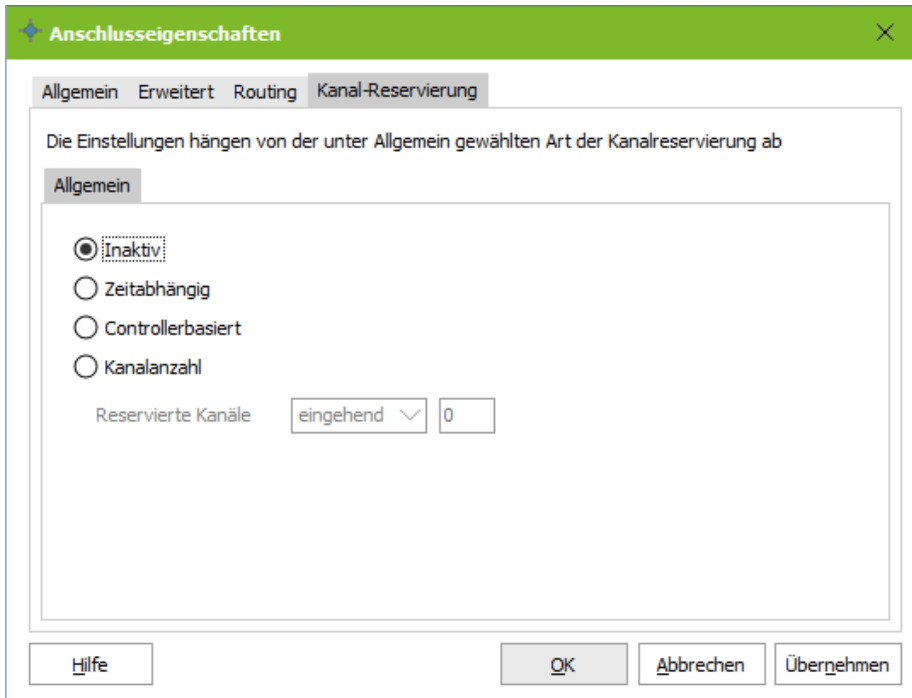 Anschlusseigenschaften
Allgemein Erweitert Routing Kanal-Reservierung
Die Einstellungen hängen von der unter Allgemein gewählten Art der Kanalreservierung ab
Allgemein
Inaktiv
Zeitabhängig
Controllerbasiert
Kanalanzahl
Reservierte Kanäle eingehend 0
Hilfe OK Abbrechen Übernehmen